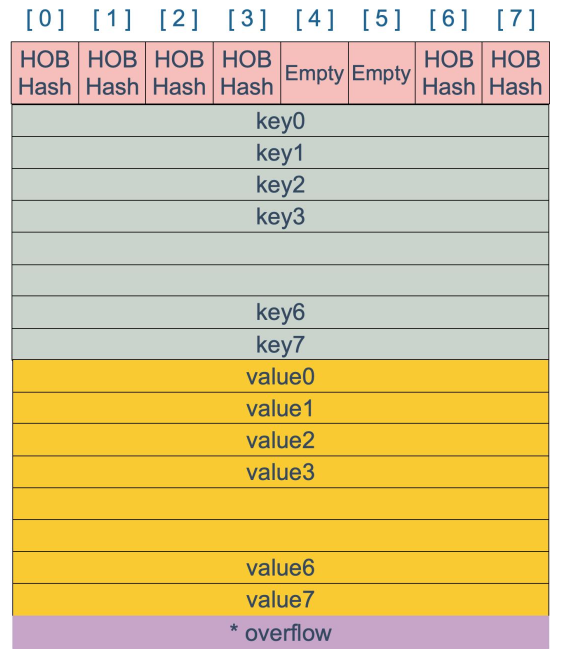 [ 0 ] [ 1 ] [ 2 ] [ 3 ] [ 4 ] [ 5 ] [ 6 ] [ 7 ]
HOB HOB HOB HOB Empty Empty HOB HOB
Hash Hash Hash Hash Hash Hash
key0
key1
key2
key3
key6
key7
value0
value1
value2
value3
value6
value7
* overflow